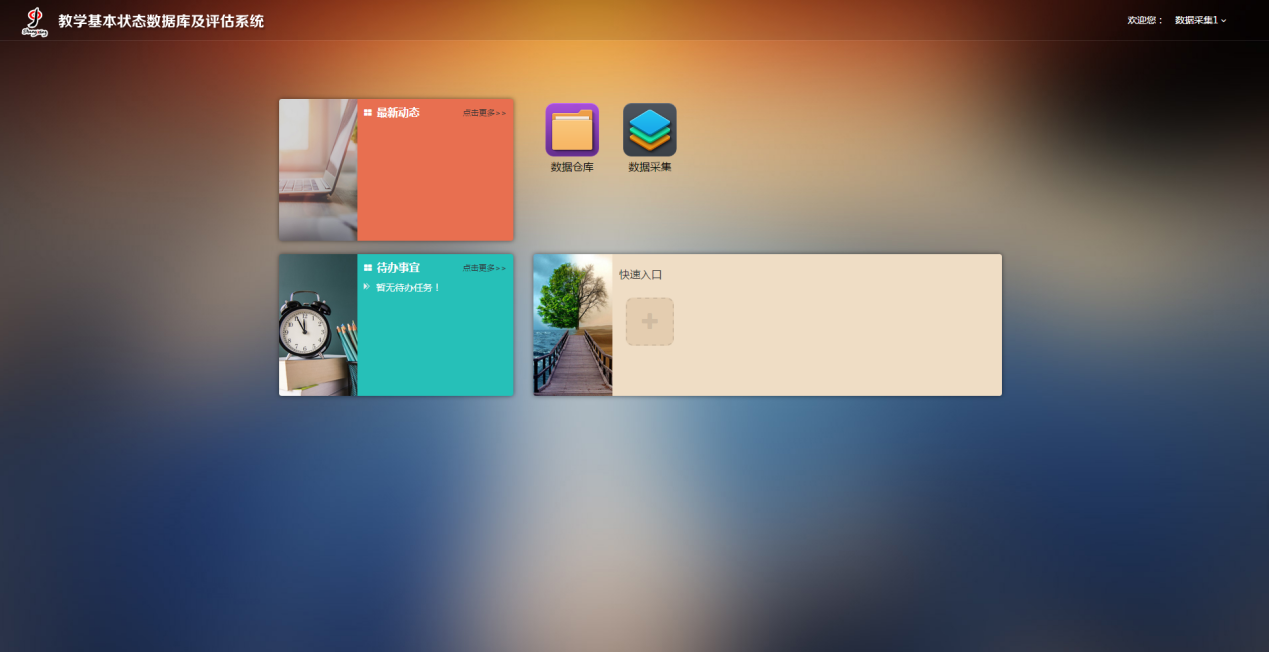 教学基本状态数据库及评估系统
欢迎您： 数据采集1
最新动态 点击更多>>
数据仓库 数据采集
待办事宜 点击更多>>
暂无待办任务！
快速入口